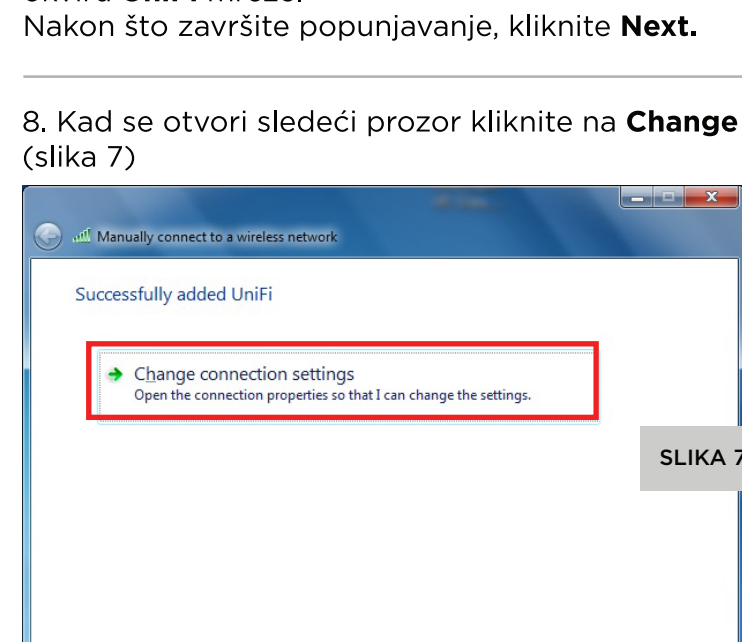 Nakon što završite popunjavanje, kliknite Next.
8. Kad se otvori sledeći prozor kliknite na Change
(slika 7)
Manually connect to a wireless network
Successfully added UniFi
Change connection settings
Open the connection properties so that I can change the settings.
SLIKA 7